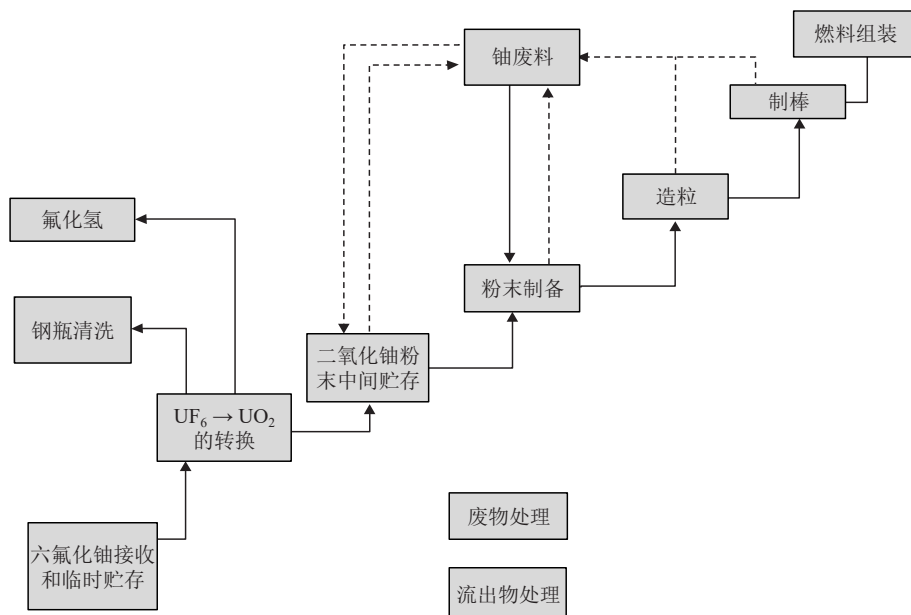 燃料组装
铀废料
制棒
造粒
氟化氢
粉末制备
钢瓶清洗
二氧化铀粉
末中间贮存
UF₆ → UO₂
的转换
废物处理
六氟化铀接收
和临时贮存
流出物处理